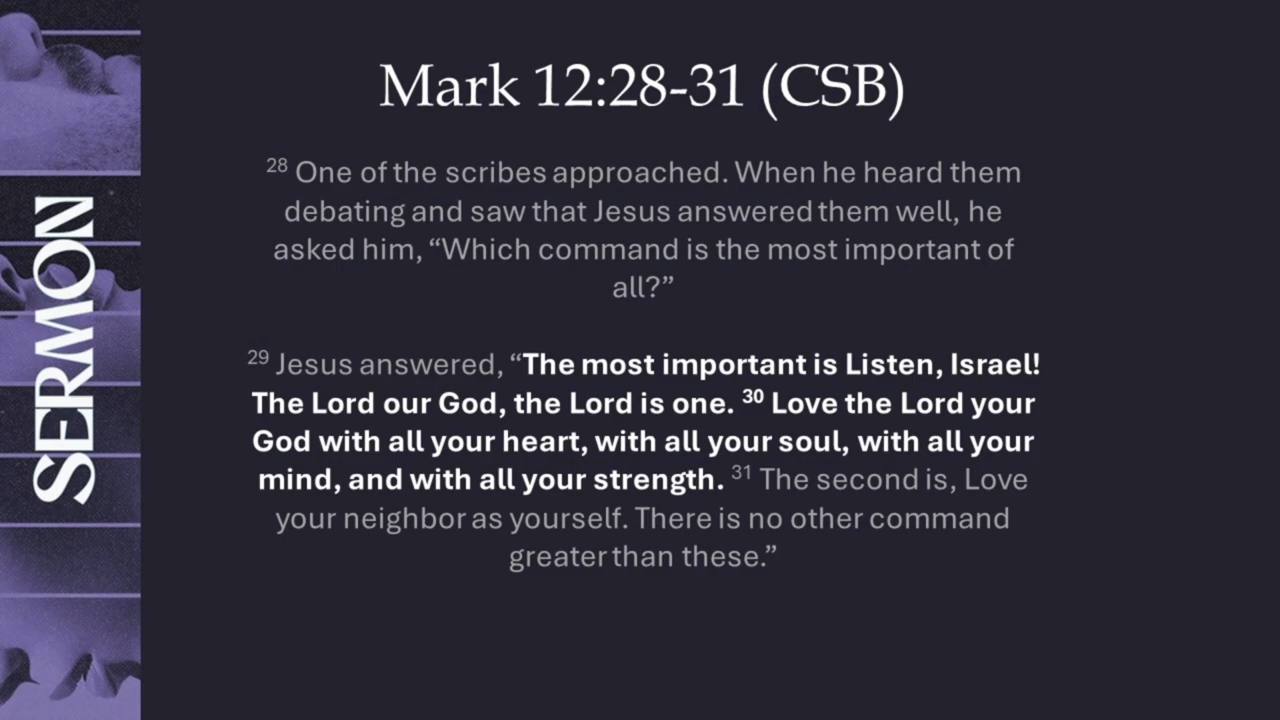 SERMON
Mark 12:28-31 (CSB)
28 One of the scribes approached. When he heard them
debating and saw that Jesus answered them well, he
asked him, “Which command is the most important of
all?”
29 Jesus answered, “The most important is Listen, Israel!
The Lord our God, the Lord is one. 30 Love the Lord your
God with all your heart, with all your soul, with all your
mind, and with all your strength. 31 The second is, Love
your neighbor as yourself. There is no other command
greater than these.”